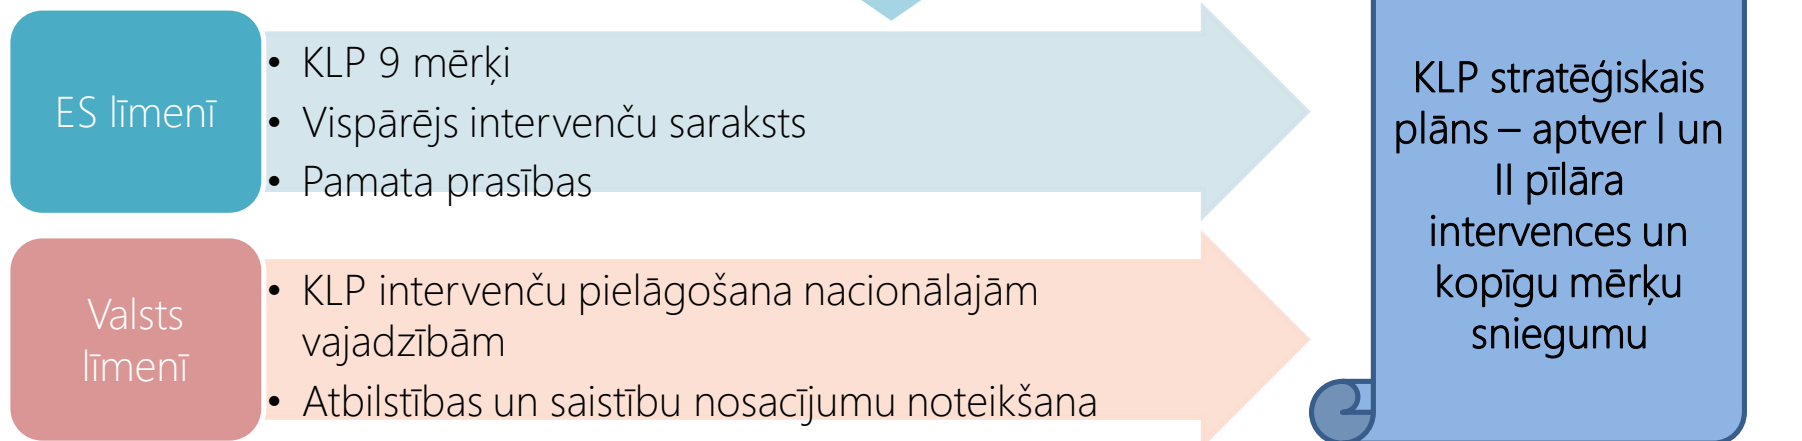 ES līmenī
• KLP 9 mērķi
• Vispārējs intervenču saraksts
• Pamata prasības
Valsts
līmenī
• KLP intervenču pielāgošana nacionālajām
vajadzībām
• Atbilstības un saistību nosacījumu noteikšana
KLP stratēģiskais
plāns – aptver I un
II pīlāra
intervences un
kopīgu mērķu
sniegumu